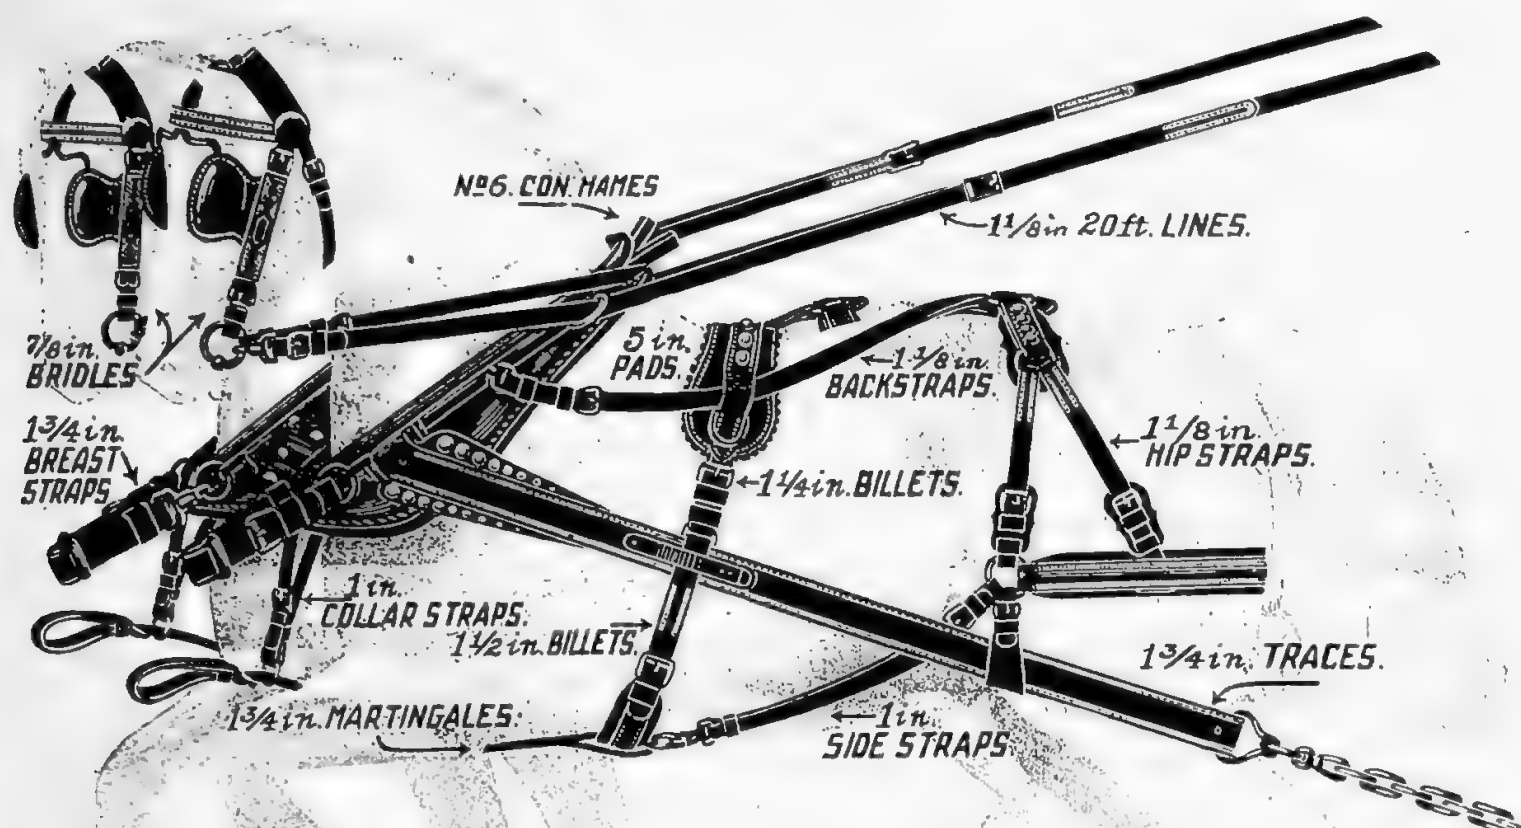 Nº6. CON. HAMES
1 1/8 in 20 ft. LINES.
7/8 in.
BRIDLES
5 in.
PADS.
1 1/8 in.
BACKSTRAPS.
1 3/4 in.
BREAST
STRAPS
1 1/8 in.
HIP STRAPS.
1 1/4 in. BILLETS.
1 in.
COLLAR STRAPS.
1 1/2 in. BILLETS.
1 3/4 in. TRACES.
1 3/4 in. MARTINGALES.
1 in.
SIDE STRAPS